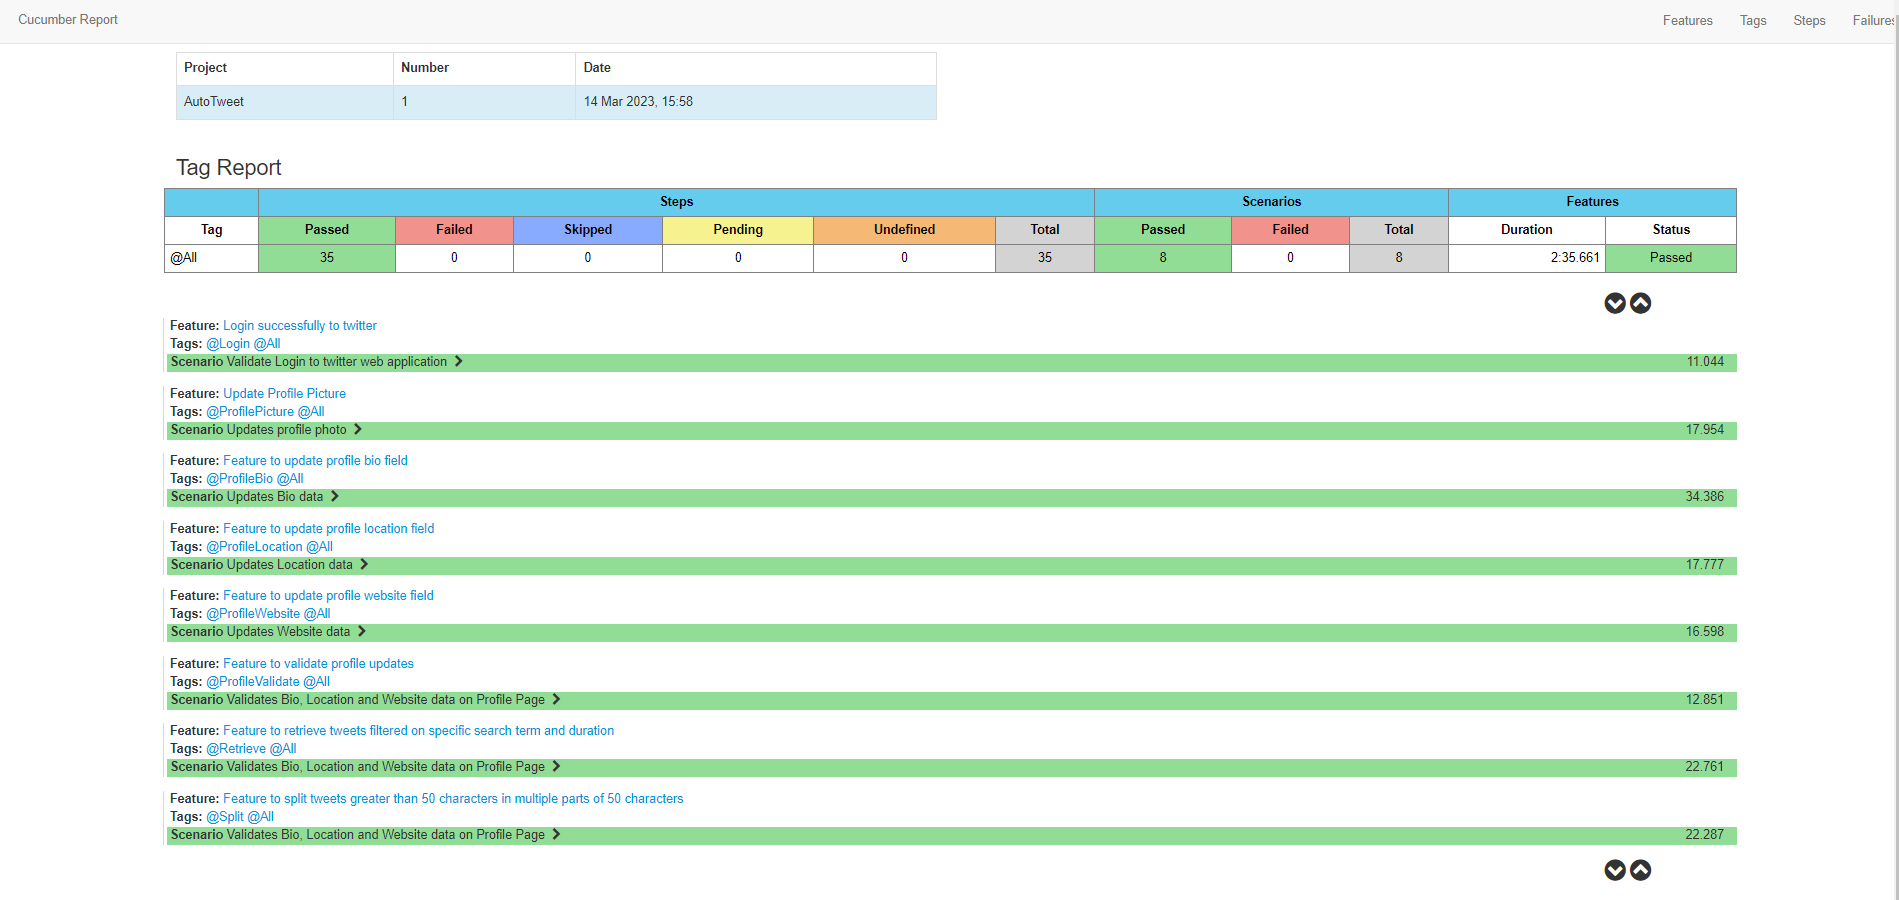 Cucumber Report Features Tags Steps Failures
Project Number Date
AutoTweet 1 14 Mar 2023, 15:58
Tag Report
Steps Scenarios Features
Tag Passed Failed Skipped Pending Undefined Total Passed Failed Total Duration Status
@All 35 0 0 0 0 35 8 0 8 2:35.661 Passed
Feature: Login successfully to twitter
Tags: @Login @All
Scenario Validate Login to twitter web application 11.044
Feature: Update Profile Picture
Tags: @ProfilePicture @All
Scenario Updates profile photo 17.954
Feature: Feature to update profile bio field
Tags: @ProfileBio @All
Scenario Updates Bio data 34.386
Feature: Feature to update profile location field
Tags: @ProfileLocation @All
Scenario Updates Location data 17.777
Feature: Feature to update profile website field
Tags: @ProfileWebsite @All
Scenario Updates Website data 16.598
Feature: Feature to validate profile updates
Tags: @ProfileValidate @All
Scenario Validates Bio, Location and Website data on Profile Page 12.851
Feature: Feature to retrieve tweets filtered on specific search term and duration
Tags: @Retrieve @All
Scenario Validates Bio, Location and Website data on Profile Page 22.761
Feature: Feature to split tweets greater than 50 characters in multiple parts of 50 characters
Tags: @Split @All
Scenario Validates Bio, Location and Website data on Profile Page 22.287